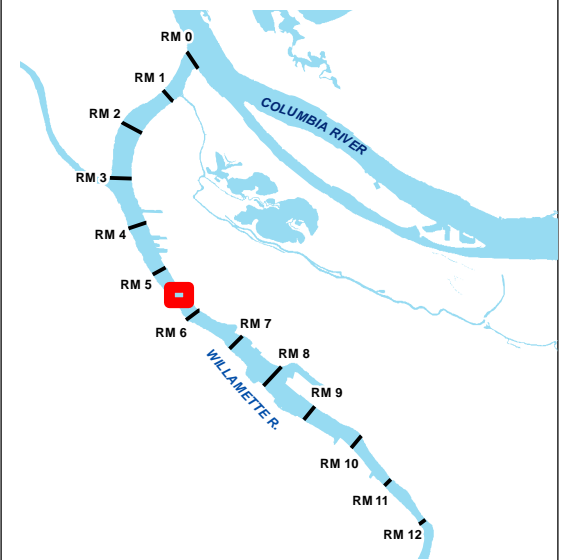 RM 0
RM 1
RM 2
COLUMBIA RIVER
RM 3
RM 4
RM 5
RM 6
RM 7
RM 8
WILLAMETTE R.
RM 9
RM 10
RM 11
RM 12